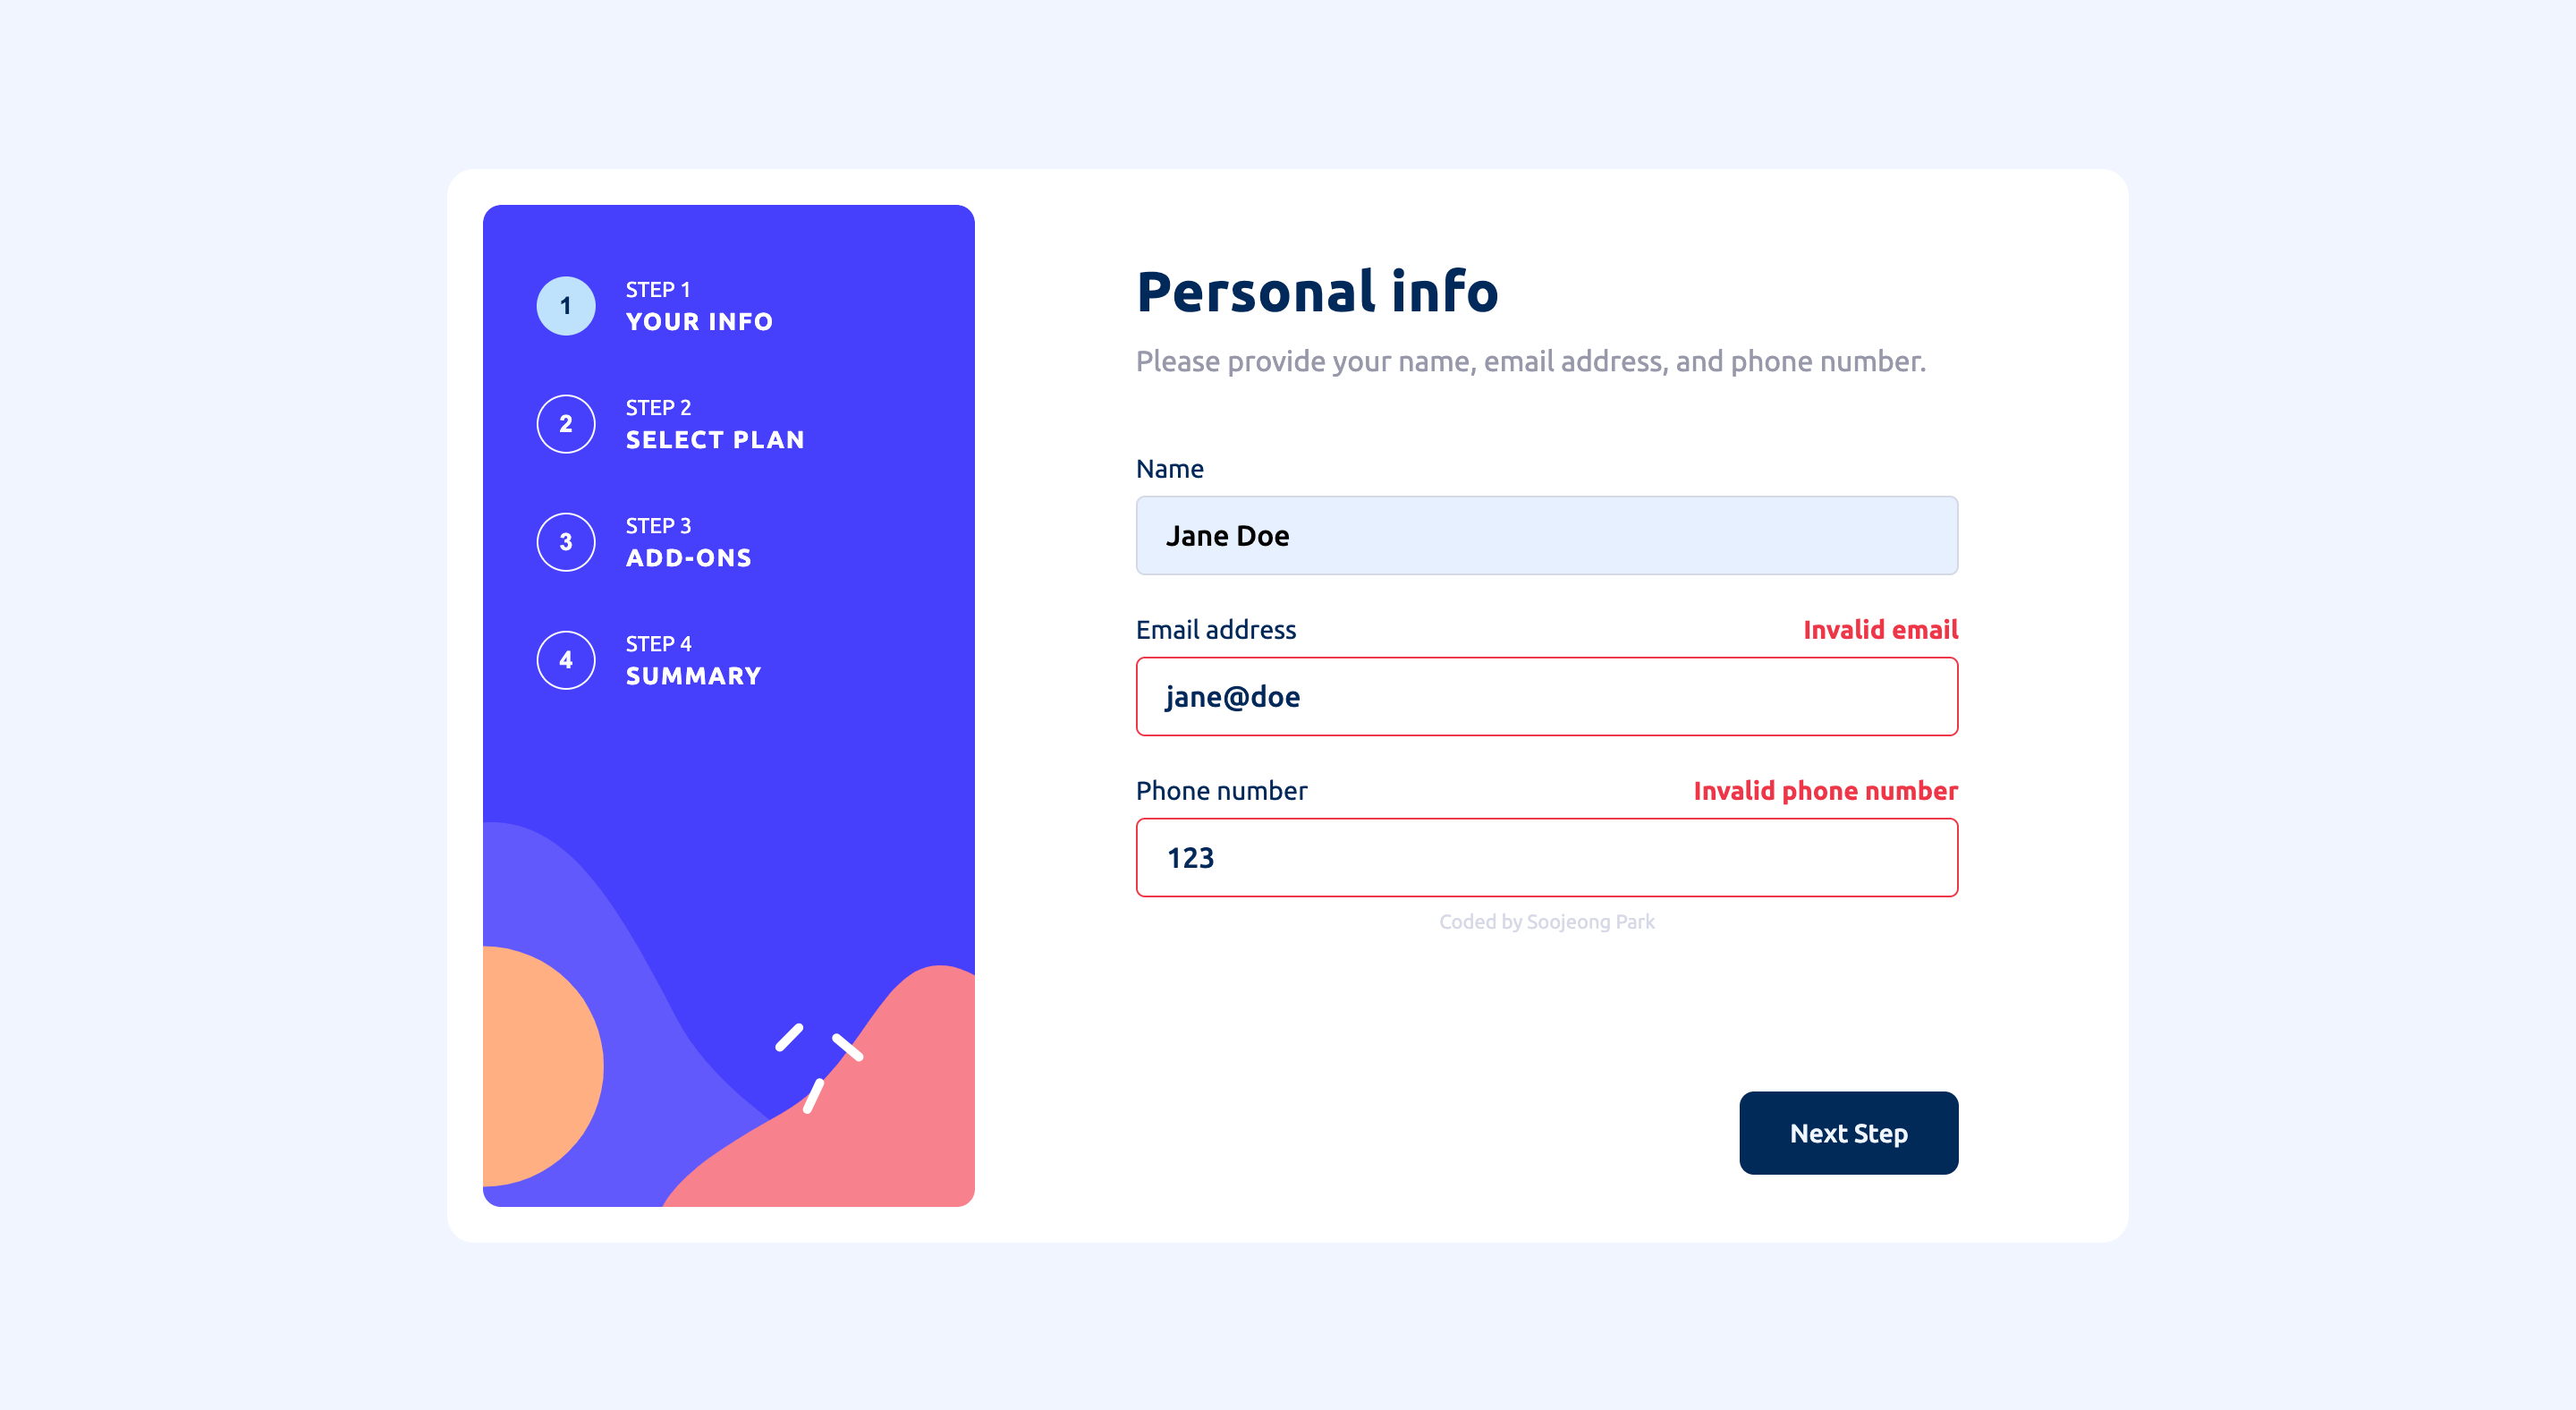 1
STEP 1
YOUR INFO
2
STEP 2
SELECT PLAN
3
STEP 3
ADD-ONS
4
STEP 4
SUMMARY
Personal info
Please provide your name, email address, and phone number.
Name
Jane Doe
Email address
Invalid email
jane@doe
Phone number
Invalid phone number
123
Coded by Soojeong Park
Next Step